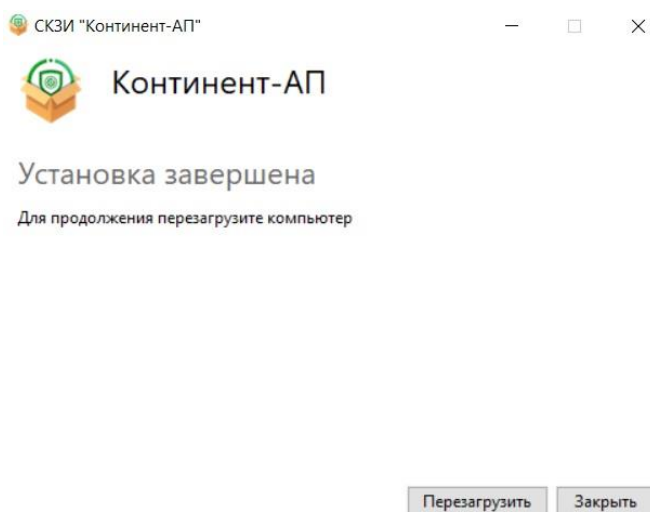 СКЗИ "Континент-АП"
Континент-АП
Установка завершена
Для продолжения перезагрузите компьютер
Перезагрузить Закрыть